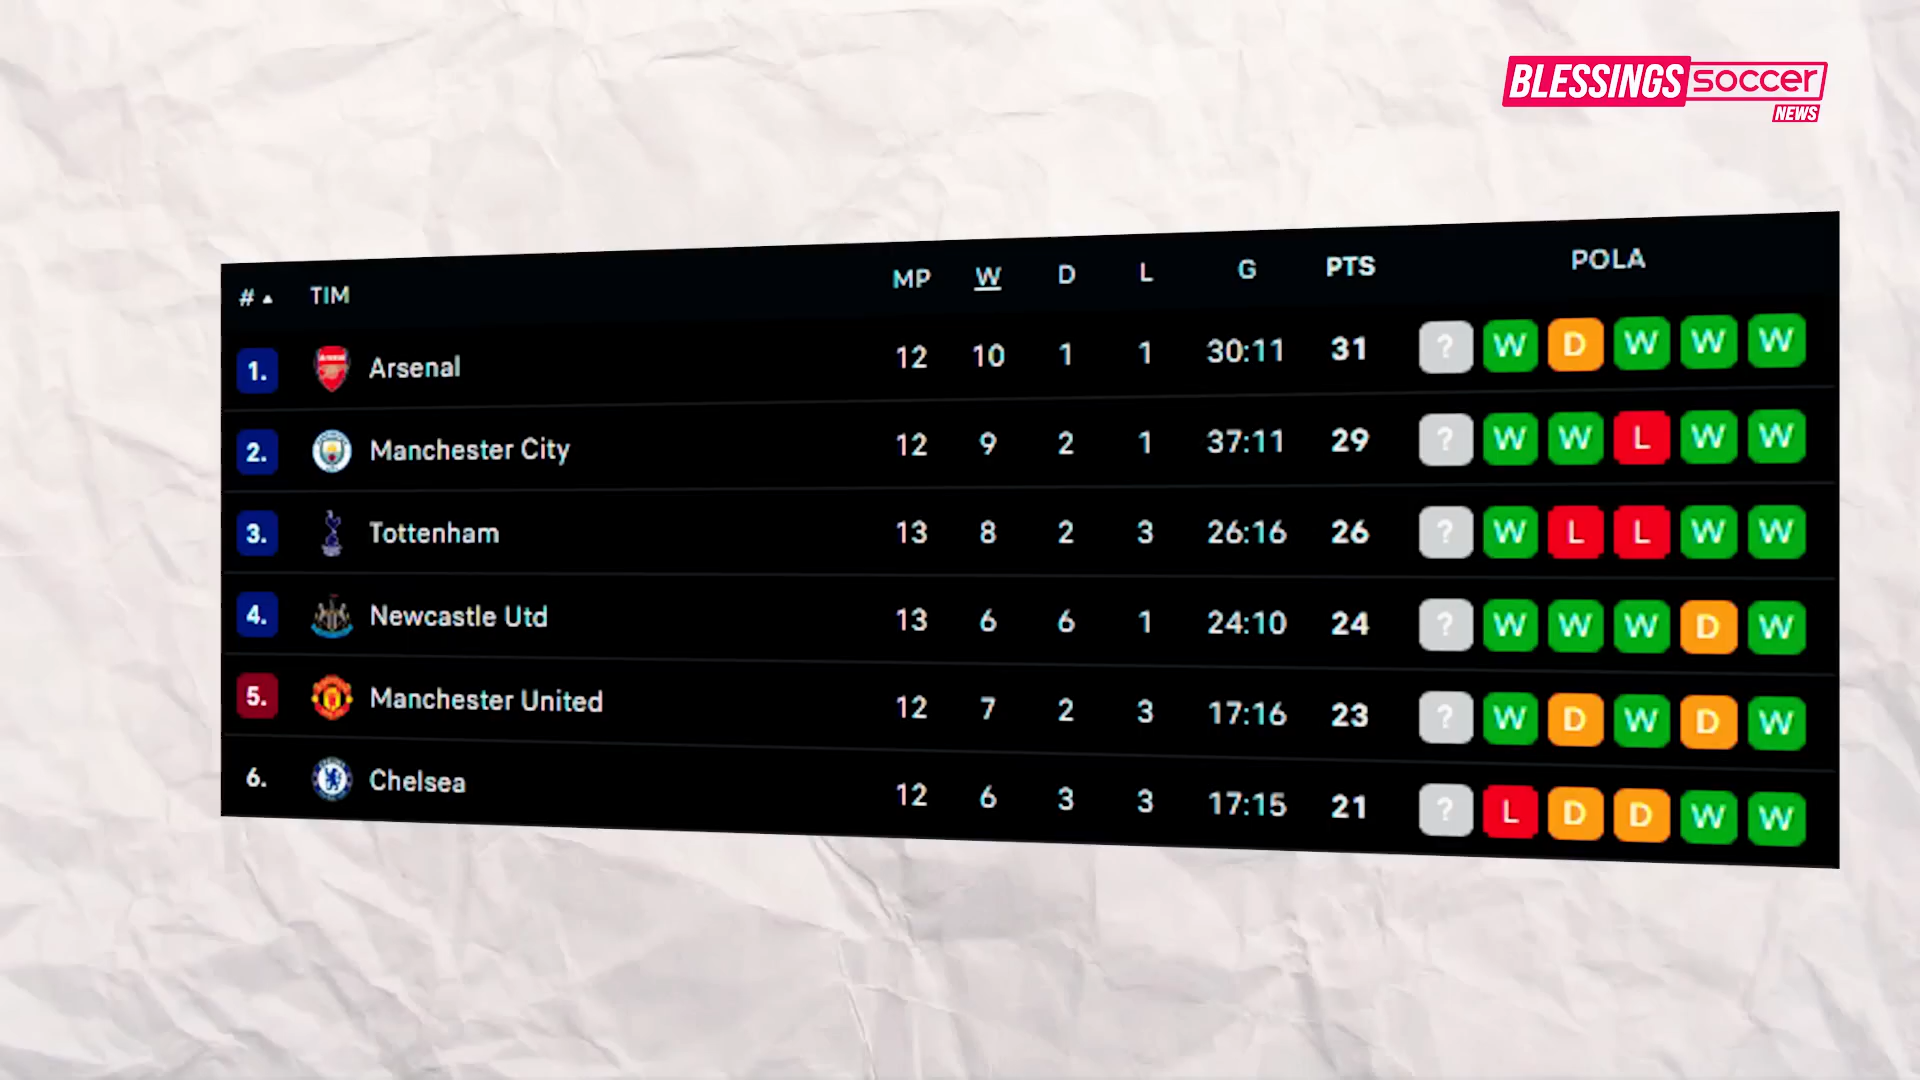 BLESSINGS soccer
NEWS
# ▲ TIM MP W D L G PTS POLA
1. Arsenal 12 10 1 1 30:11 31 ? W D W W W
2. Manchester City 12 9 2 1 37:11 29 ? W W L W W
3. Tottenham 13 8 2 3 26:16 26 ? W L L W W
4. Newcastle Utd 13 6 6 1 24:10 24 ? W W W D W
5. Manchester United 12 7 2 3 17:16 23 ? W D W D W
6. Chelsea 12 6 3 3 17:15 21 ? L D D W W